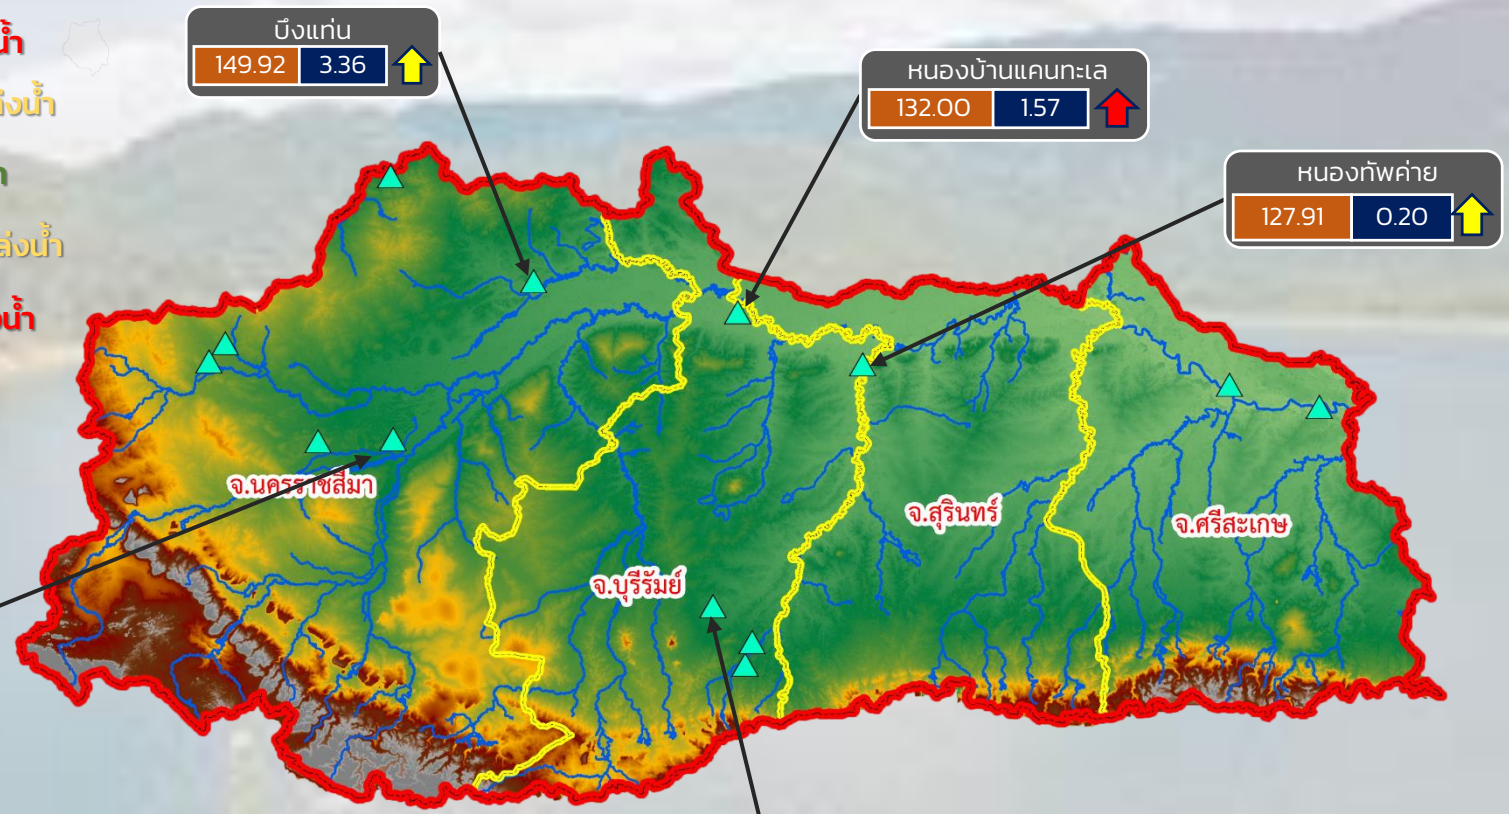 น้ำ
บึงแท่น
149.92 3.36
หนองบ้านแคนทะเล
132.00 1.57
หนองทัพค่าย
127.91 0.20
จ.นครราชสีมา
จ.บุรีรัมย์
จ.สุรินทร์
จ.ศรีสะเกษ